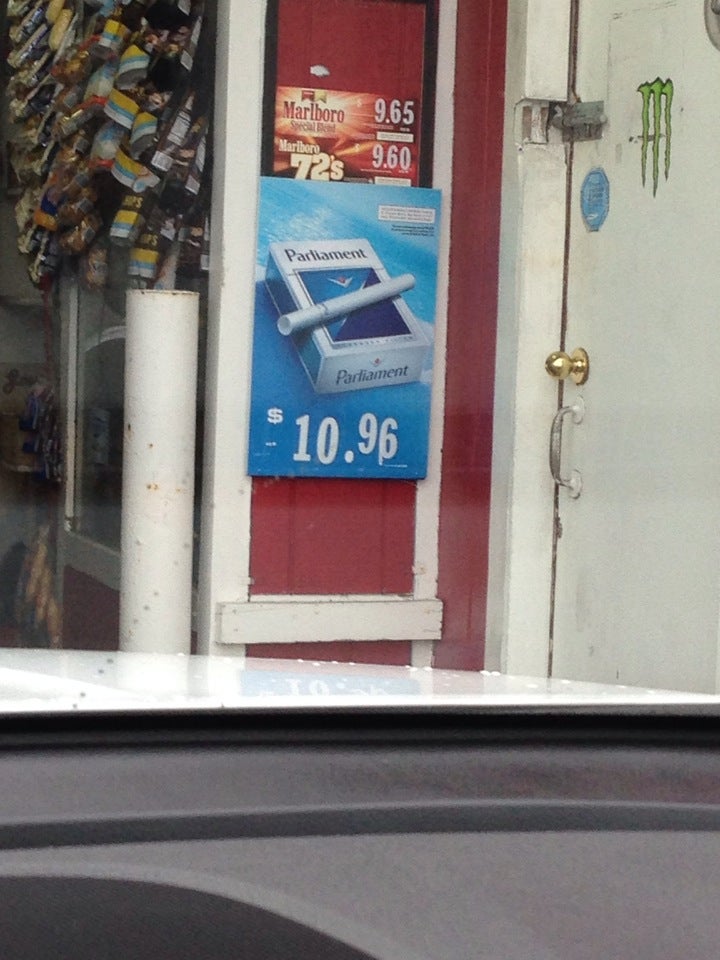 Marlboro $ 9.65
Special Blend
Marlboro $ 9.60
72's
Parliament
Parliament
$ 10.96